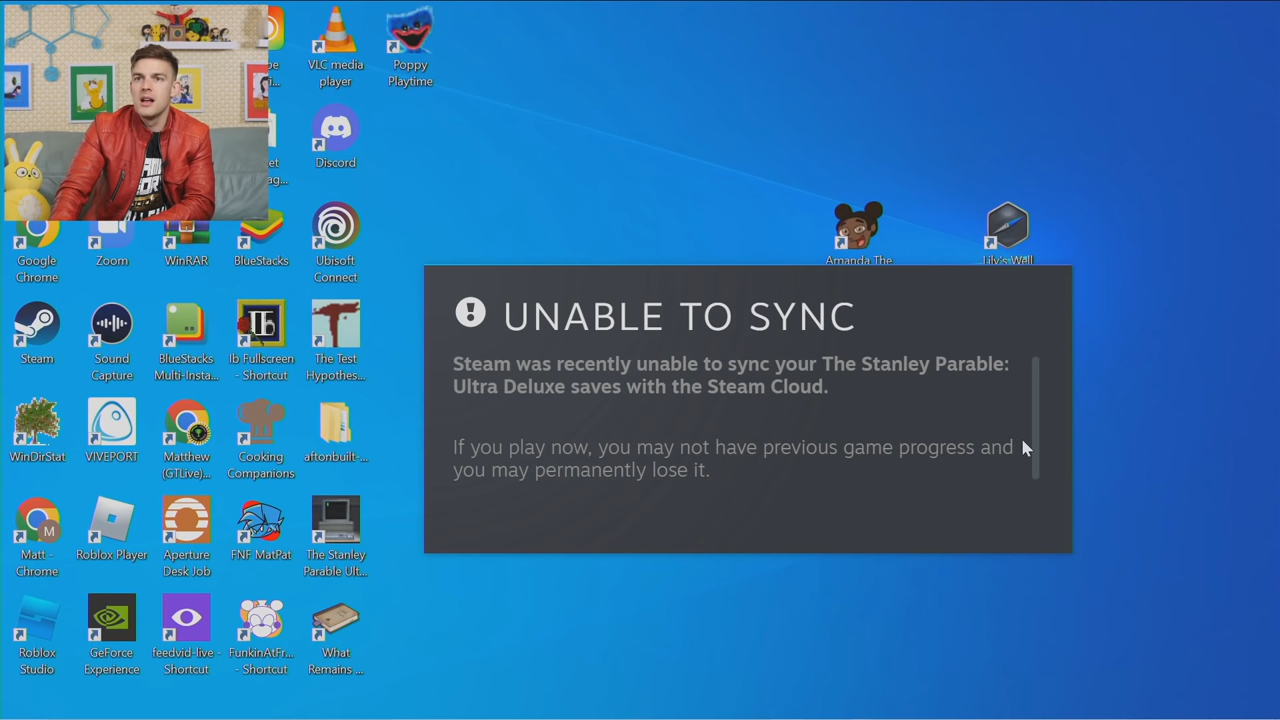 VLC media
player
Poppy
Playtime
Discord
Google
Chrome
Zoom
WinRAR
BlueStacks
Ubisoft
Connect
Amanda The
Lily's Well
UNABLE TO SYNC
Steam was recently unable to sync your The Stanley Parable:
Ultra Deluxe saves with the Steam Cloud.
If you play now, you may not have previous game progress and
you may permanently lose it.
Steam
Sound
Capture
BlueStacks
Multi-Insta...
lb Fullscreen
- Shortcut
The Test
Hypothes...
WinDirStat
VIVEPORT
Matthew
(GTLive)...
Cooking
Companions
aftonbuilt-...
M
Matt -
Chrome
Roblox Player
Aperture
Desk Job
FNF MatPat
The Stanley
Parable Ult...
Roblox
Studio
GeForce
Experience
feedvid-live -
Shortcut
FunkinAtFr...
- Shortcut
What
Remains ...